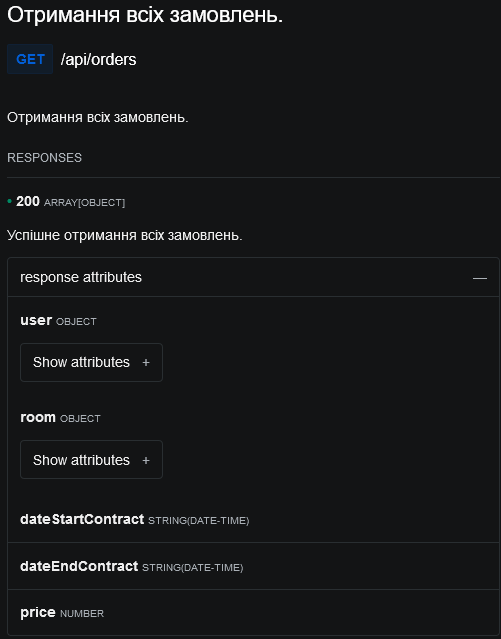 Отримання всіх замовлень.
GET /api/orders
Отримання всіх замовлень.
RESPONSES
• 200 ARRAY[OBJECT]
Успішне отримання всіх замовлень.
response attributes —
user OBJECT
Show attributes +
room OBJECT
Show attributes +
dateStartContract STRING(DATE-TIME)
dateEndContract STRING(DATE-TIME)
price NUMBER